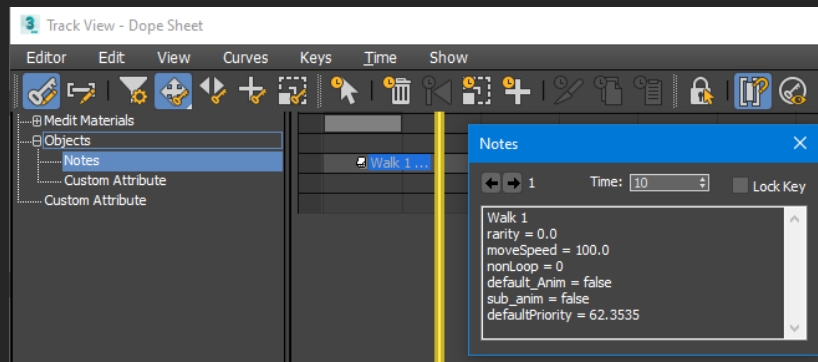 3 Track View - Dope Sheet
Editor Edit View Curves Keys Time Show
Medit Materials
Objects
Notes
Custom Attribute
Custom Attribute
Walk 1 ...
Notes
1 Time: 10 Lock Key
Walk 1
rarity = 0.0
moveSpeed = 100.0
nonLoop = 0
default_Anim = false
sub_anim = false
defaultPriority = 62.3535